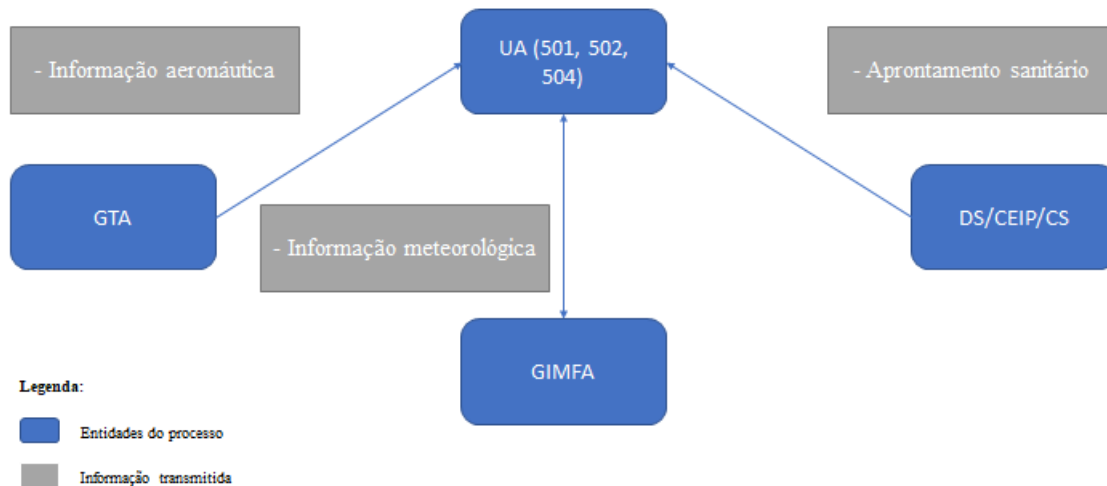 UA (501, 502,
504)
- Informação aeronáutica
- Aprontamento sanitário
GTA
- Informação meteorológica
DS/CEIP/CS
GIMFA
Legenda:
Entidades do processo
Informação transmitida